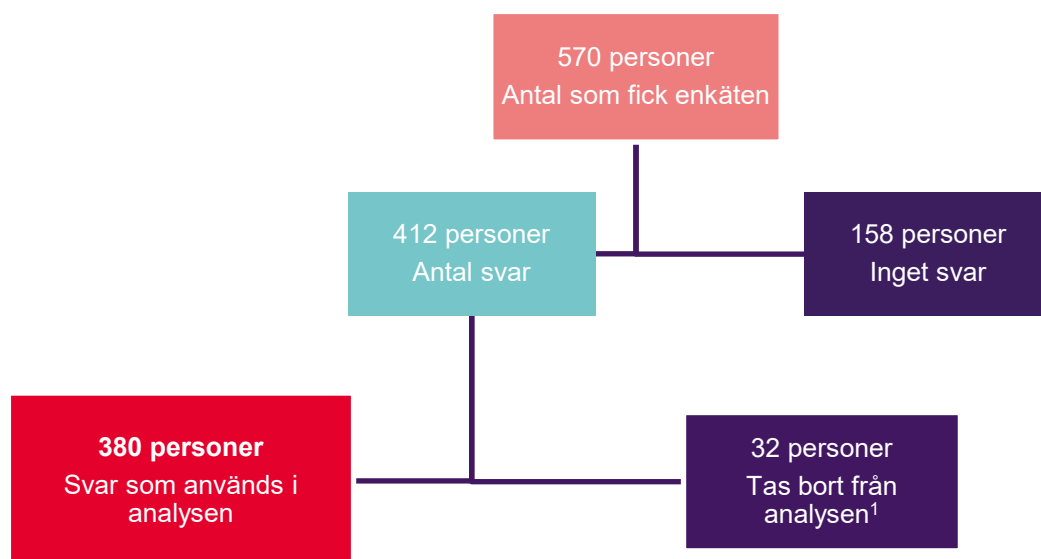 570 personer
Antal som fick enkäten
412 personer
Antal svar
158 personer
Inget svar
380 personer
Svar som används i
analysen
32 personer
Tas bort från
analysen¹